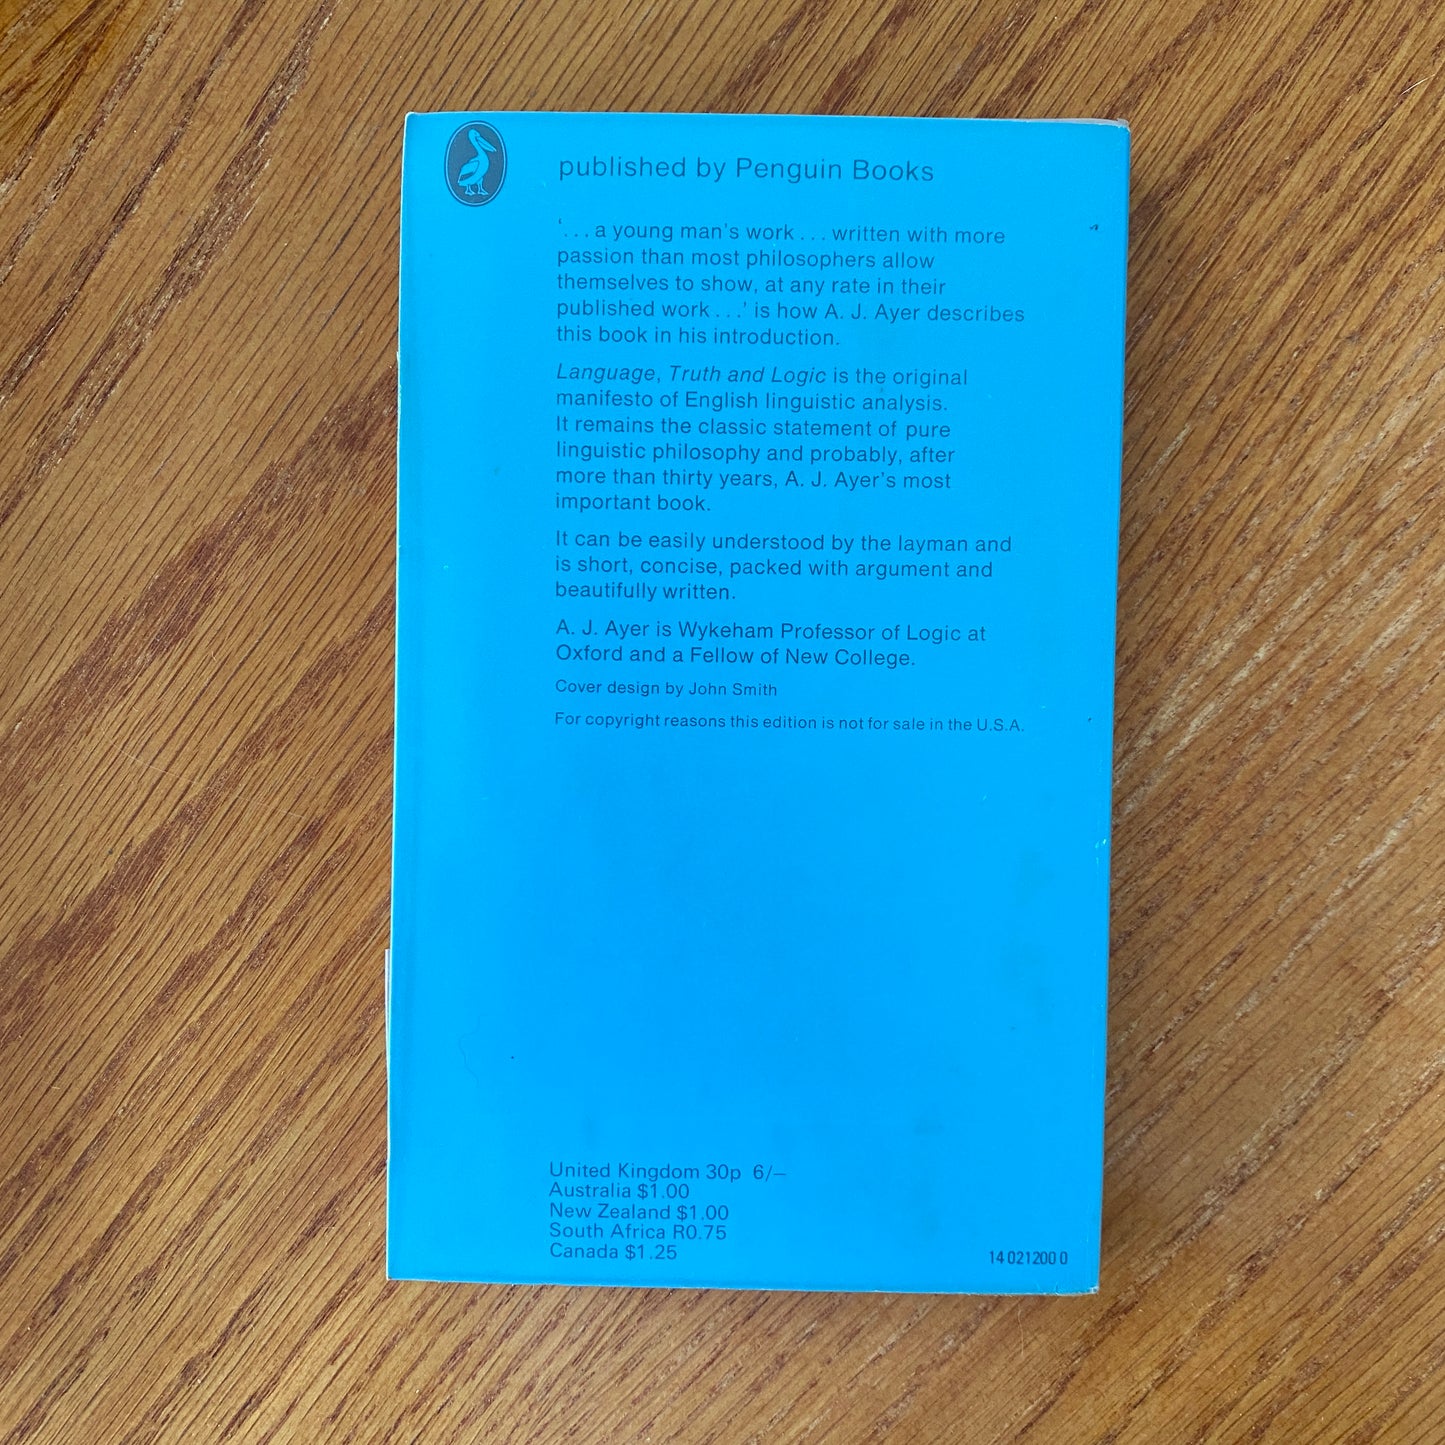 published by Penguin Books
‘. . . a young man's work . . . written with more
passion than most philosophers allow
themselves to show, at any rate in their
published work . . .’ is how A. J. Ayer describes
this book in his introduction.
Language, Truth and Logic is the original
manifesto of English linguistic analysis.
It remains the classic statement of pure
linguistic philosophy and probably, after
more than thirty years, A. J. Ayer's most
important book.
It can be easily understood by the layman and
is short, concise, packed with argument and
beautifully written.
A. J. Ayer is Wykeham Professor of Logic at
Oxford and a Fellow of New College.
Cover design by John Smith
For copyright reasons this edition is not for sale in the U.S.A.
United Kingdom 30p 6/–
Australia $1.00
New Zealand $1.00
South Africa R0.75
Canada $1.25
14 021200 0